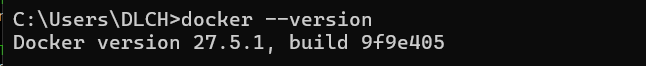 C:\Users\DLCH>docker --version
Docker version 27.5.1, build 9f9e405